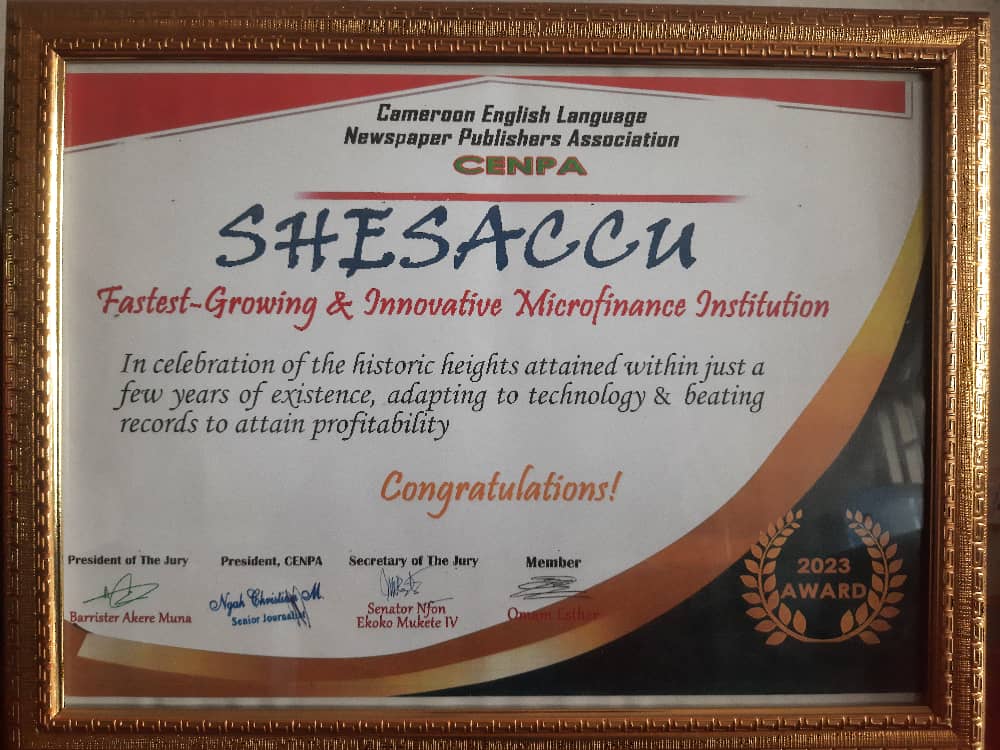 Cameroon English Language
Newspaper Publishers Association
CENPA
SHESACCU
Fastest-Growing & Innovative Microfinance Institution
In celebration of the historic heights attained within just a
few years of existence, adapting to technology & beating
records to attain profitability
Congratulations!
President of The Jury
Barrister Akere Muna
President, CENPA
Ngah Christian M.
Senior Journalist
Secretary of The Jury
Senator Nfon
Ekoko Mukete IV
Member
Esther
2023
AWARD